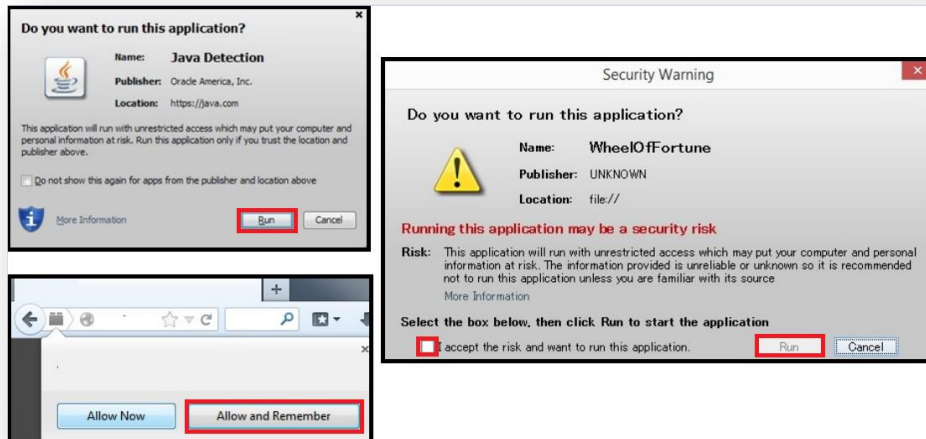 Do you want to run this application?
Name: Java Detection
Publisher: Orade America, Inc.
Location: https://java.com
This application will run with unrestricted access which may put your computer and
personal information at risk. Run this application only if you trust the location and
publisher above.
Do not show this again for apps from the publisher and location above
More Information
Run
Cancel
Security Warning
Do you want to run this application?
Name: WheelOfFortune
Publisher: UNKNOWN
Location: file://
Running this application may be a security risk
Risk: This application will run with unrestricted access which may put your computer and personal
information at risk. The information provided is unreliable or unknown so it is recommended
not to run this application unless you are familiar with its source
More Information
Select the box below, then click Run to start the application
I accept the risk and want to run this application.
Run
Cancel
Allow Now
Allow and Remember